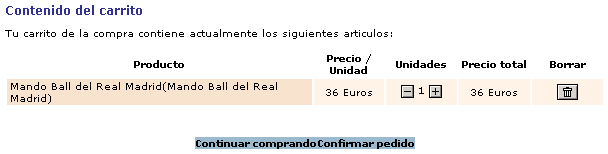 Contenido del carrito
Tu carrito de la compra contiene actualmente los siguientes articulos:
Producto Precio / Unidad Unidades Precio total Borrar
Mando Ball del Real Madrid(Mando Ball del Real Madrid) 36 Euros 1 36 Euros
Continuar comprandoConfirmar pedido